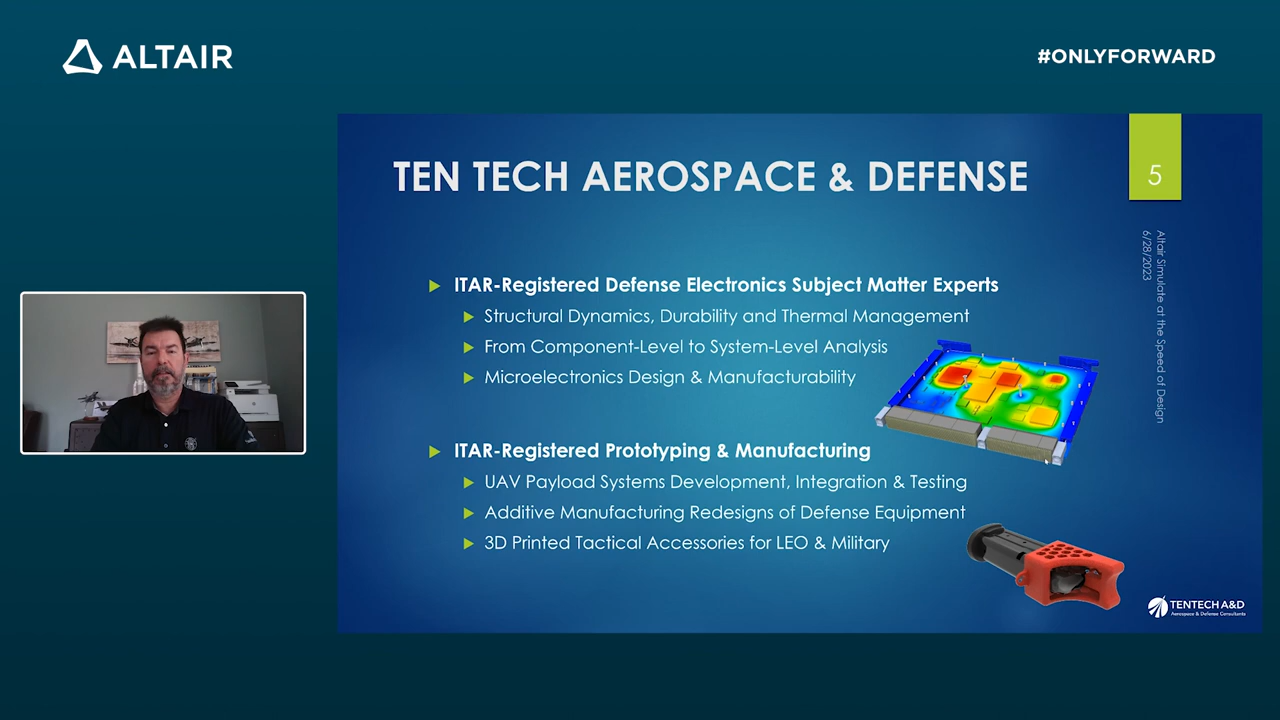 ALTAIR
#ONLYFORWARD
TEN TECH AEROSPACE & DEFENSE
5
Altair Simulate at the Speed of Design
6/28/2023
ITAR-Registered Defense Electronics Subject Matter Experts
Structural Dynamics, Durability and Thermal Management
From Component-Level to System-Level Analysis
Microelectronics Design & Manufacturability
ITAR-Registered Prototyping & Manufacturing
UAV Payload Systems Development, Integration & Testing
Additive Manufacturing Redesigns of Defense Equipment
3D Printed Tactical Accessories for LEO & Military
TENTECH A&D
Aerospace & Defense Consultants